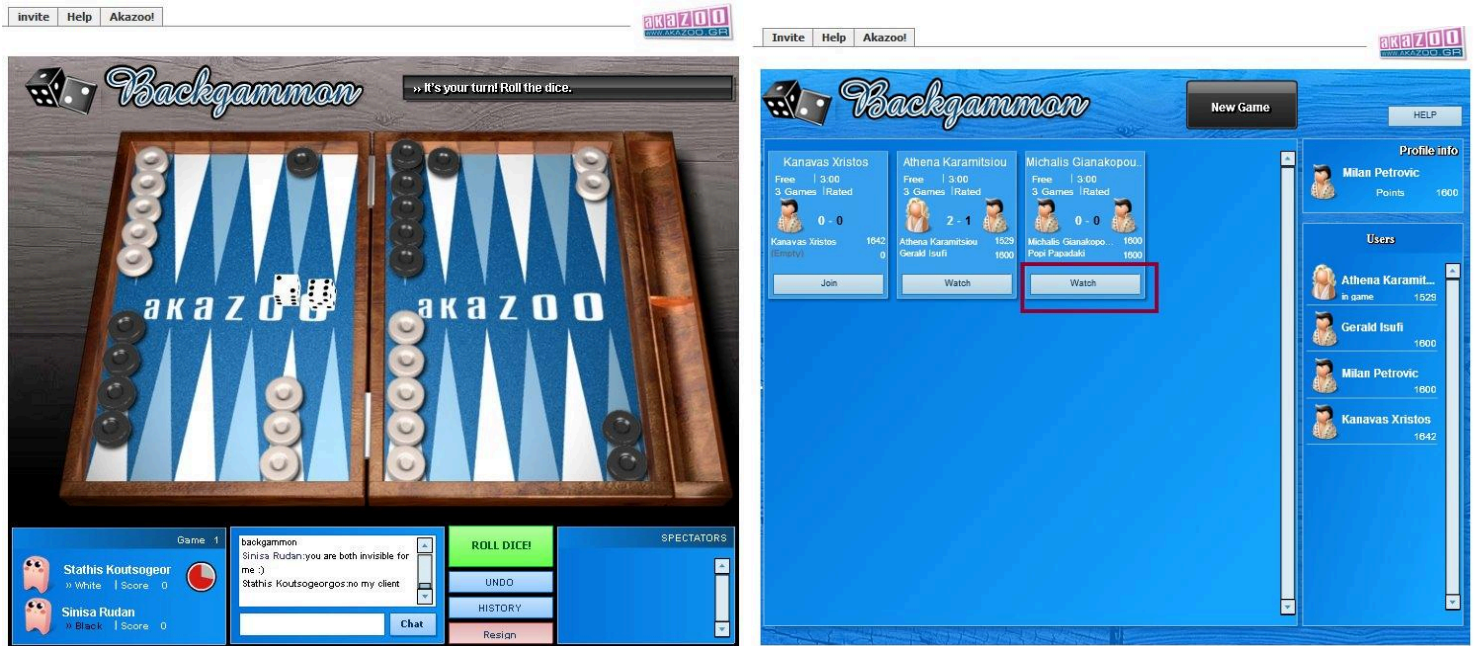 invite Help Akazoo!
akazoo
WWW.AKAZOO.GR
Backgammon
» It's your turn! Roll the dice.
akazoo
akazoo
Game 1
Stathis Koutsogeor
» White | Score 0
Sinisa Rudan
» Black | Score 0
backgammon
Sinisa Rudan:you are both invisible for
me :)
Stathis Koutsogeorgos:no my client
Chat
ROLL DICE!
UNDO
HISTORY
Resign
SPECTATORS
Invite Help Akazoo!
akazoo
WWW.AKAZOO.GR
Backgammon
New Game
HELP
Kanavas Xristos
Free | 3:00
3 Games |Rated
0 - 0
Kanavas Xristos 1642
(Empty) 0
Join
Athena Karamitsiou
Free | 3:00
3 Games |Rated
2 - 1
Athena Karamitsiou 1529
Gerald Isufi 1600
Watch
Michalis Gianakopou..
Free | 3:00
3 Games |Rated
0 - 0
Michalis Gianakopo... 1600
Popi Papadaki 1600
Watch
Profile info
Milan Petrovic
Points 1600
Users
Athena Karamit...
in game 1529
Gerald Isufi
1600
Milan Petrovic
1600
Kanavas Xristos
1642